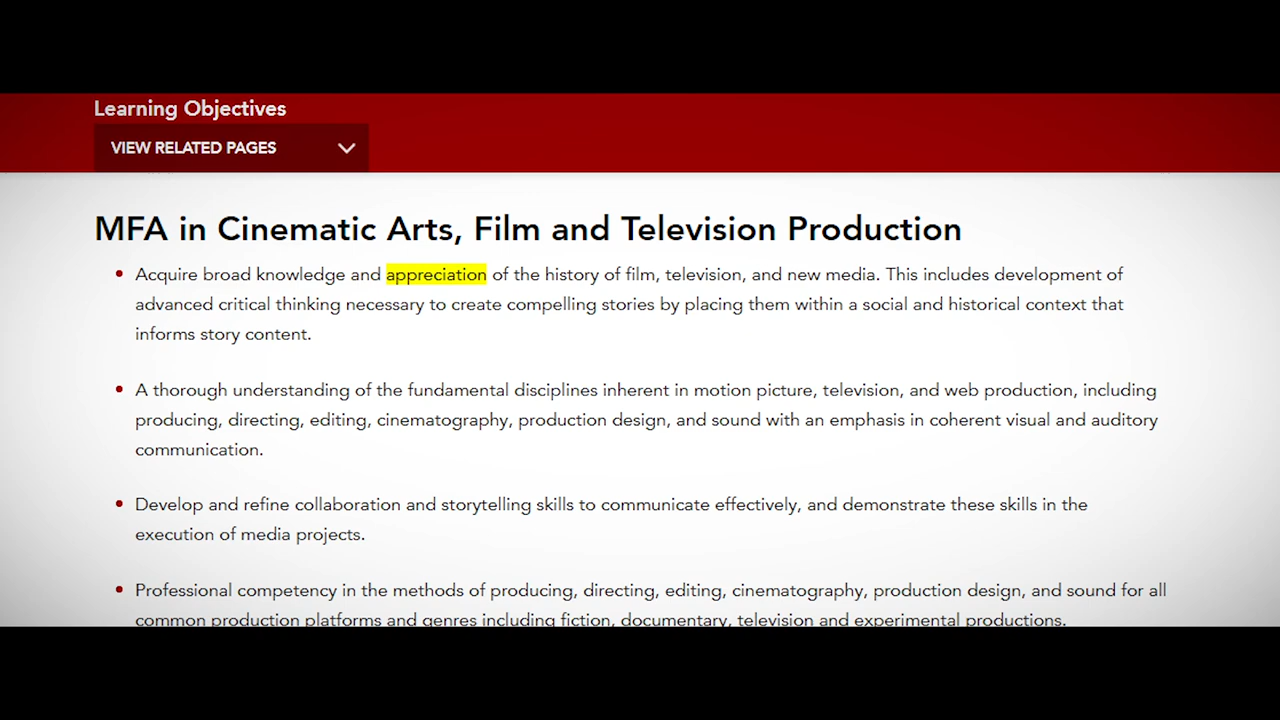 Learning Objectives
VIEW RELATED PAGES
MFA in Cinematic Arts, Film and Television Production
Acquire broad knowledge and appreciation of the history of film, television, and new media. This includes development of
advanced critical thinking necessary to create compelling stories by placing them within a social and historical context that
informs story content.
A thorough understanding of the fundamental disciplines inherent in motion picture, television, and web production, including
producing, directing, editing, cinematography, production design, and sound with an emphasis in coherent visual and auditory
communication.
Develop and refine collaboration and storytelling skills to communicate effectively, and demonstrate these skills in the
execution of media projects.
Professional competency in the methods of producing, directing, editing, cinematography, production design, and sound for all
common production platforms and genres including fiction, documentary, television and experimental productions.